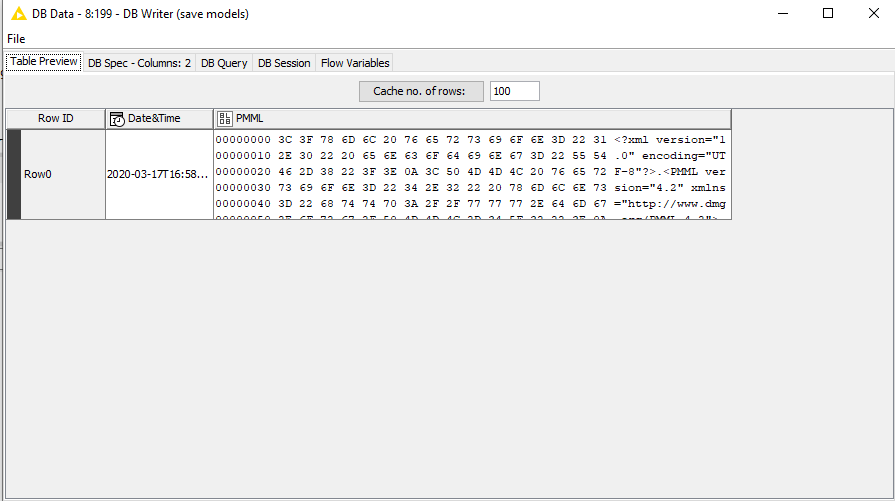 DB Data - 8:199 - DB Writer (save models)
File
Table Preview DB Spec - Columns: 2 DB Query DB Session Flow Variables
Cache no. of rows: 100
Row ID Date&Time PMML
00000000 3C 3F 78 6D 6C 20 76 65 72 73 69 6F 6E 3D 22 31 <?xml version="1
00000010 2E 30 22 20 65 6E 63 6F 64 69 6E 67 3D 22 55 54 .0" encoding="UT
00000020 46 2D 38 22 3F 3E 0A 3C 50 4D 4D 4C 20 76 65 72 F-8"?>.<PMML ver
Row0 2020-03-17T16:58...
00000030 73 69 6F 6E 3D 22 34 2E 32 22 20 78 6D 6C 6E 73 sion="4.2" xmlns
00000040 3D 22 68 74 74 70 3A 2F 2F 77 77 77 2E 64 6D 67 ="http://www.dmg